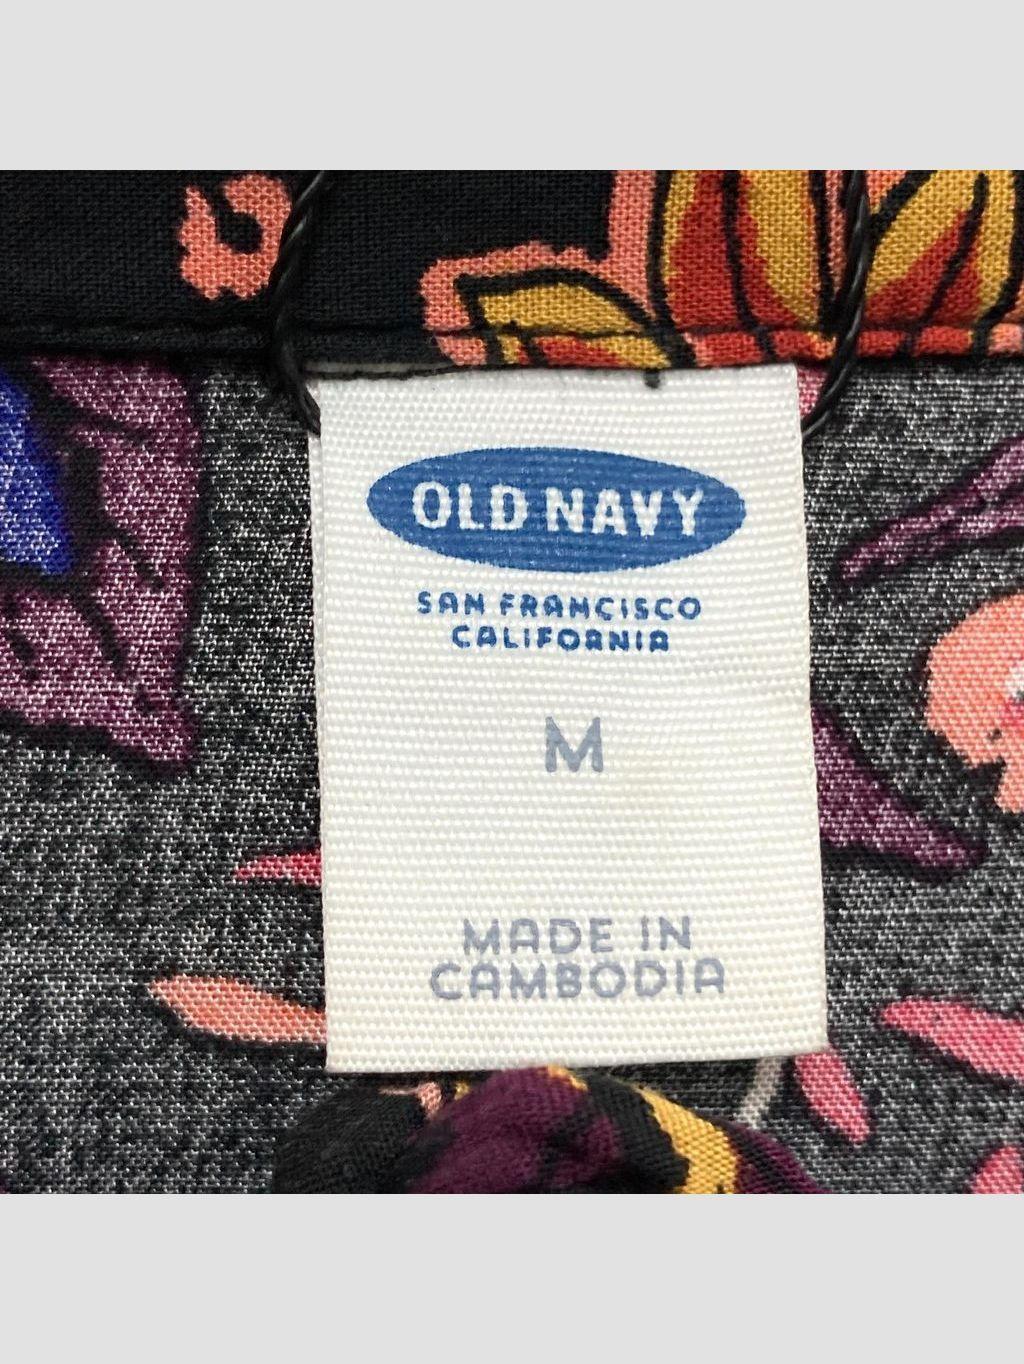 OLD NAVY
SAN FRANCISCO
CALIFORNIA
M
MADE IN
CAMBODIA